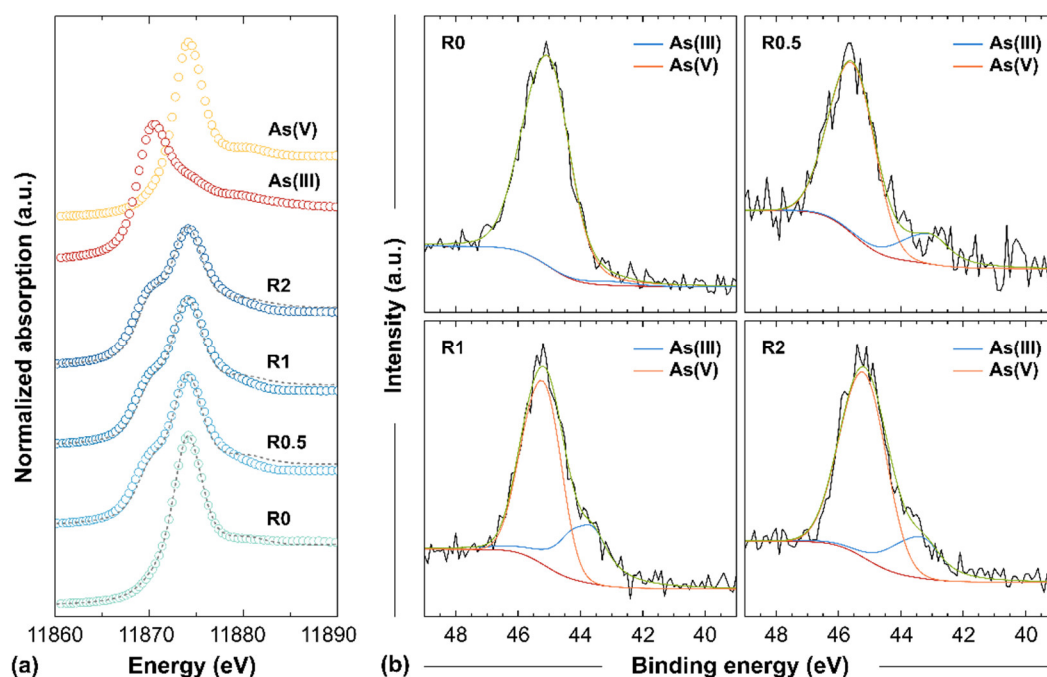 As(V)
As(III)
R2
R1
R0.5
R0
Normalized absorption (a.u.)
11860 11870 11880 11890
(a) Energy (eV)
R0 As(III)
As(V)
R0.5 As(III)
As(V)
R1 As(III)
As(V)
R2 As(III)
As(V)
Intensity (a.u.)
48 46 44 42 40 48 46 44 42 40
(b) Binding energy (eV)